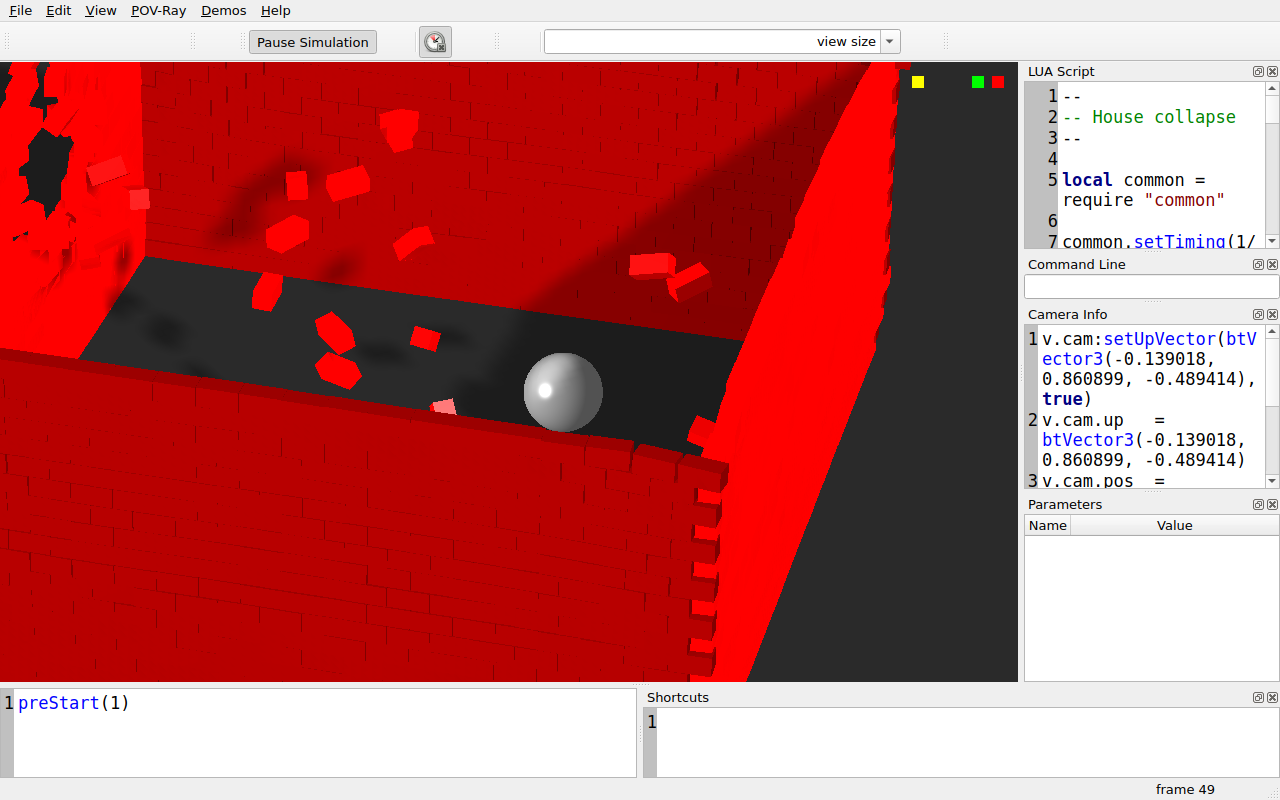 File Edit View POV-Ray Demos Help
Pause Simulation
view size
LUA Script
1 --
2 -- House collapse
3 --
4
5 local common =
require "common"
6
7 common.setTiming(1/
Command Line
Camera Info
1 v.cam:setUpVector(btV
ector3(-0.139018,
0.860899, -0.489414),
true)
2 v.cam.up   =
btVector3(-0.139018,
0.860899, -0.489414)
3 v.cam.pos  =
Parameters
Name Value
1 preStart(1)
Shortcuts
1
frame 49